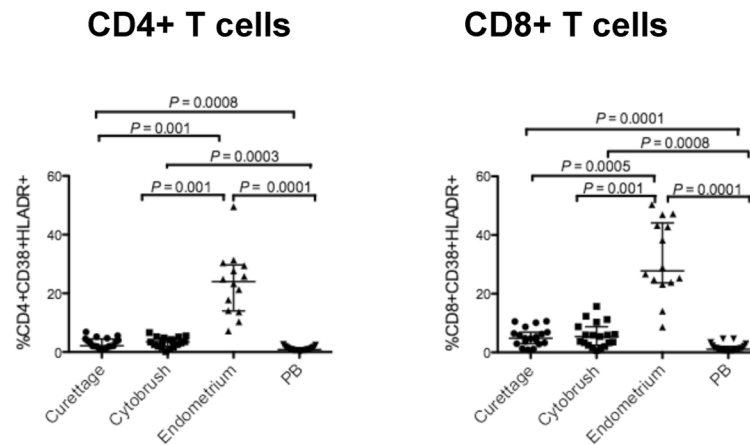 CD4+ T cells
P = 0.0008
P = 0.001
P = 0.0003
P = 0.001
P = 0.0001
%CD4+CD38+HLADR+
60
40
20
0
Curettage
Cytobrush
Endometrium
PB
CD8+ T cells
P = 0.0001
P = 0.0008
P = 0.0005
P = 0.001
P = 0.0001
%CD8+CD38+HLADR+
60
40
20
0
Curettage
Cytobrush
Endometrium
PB